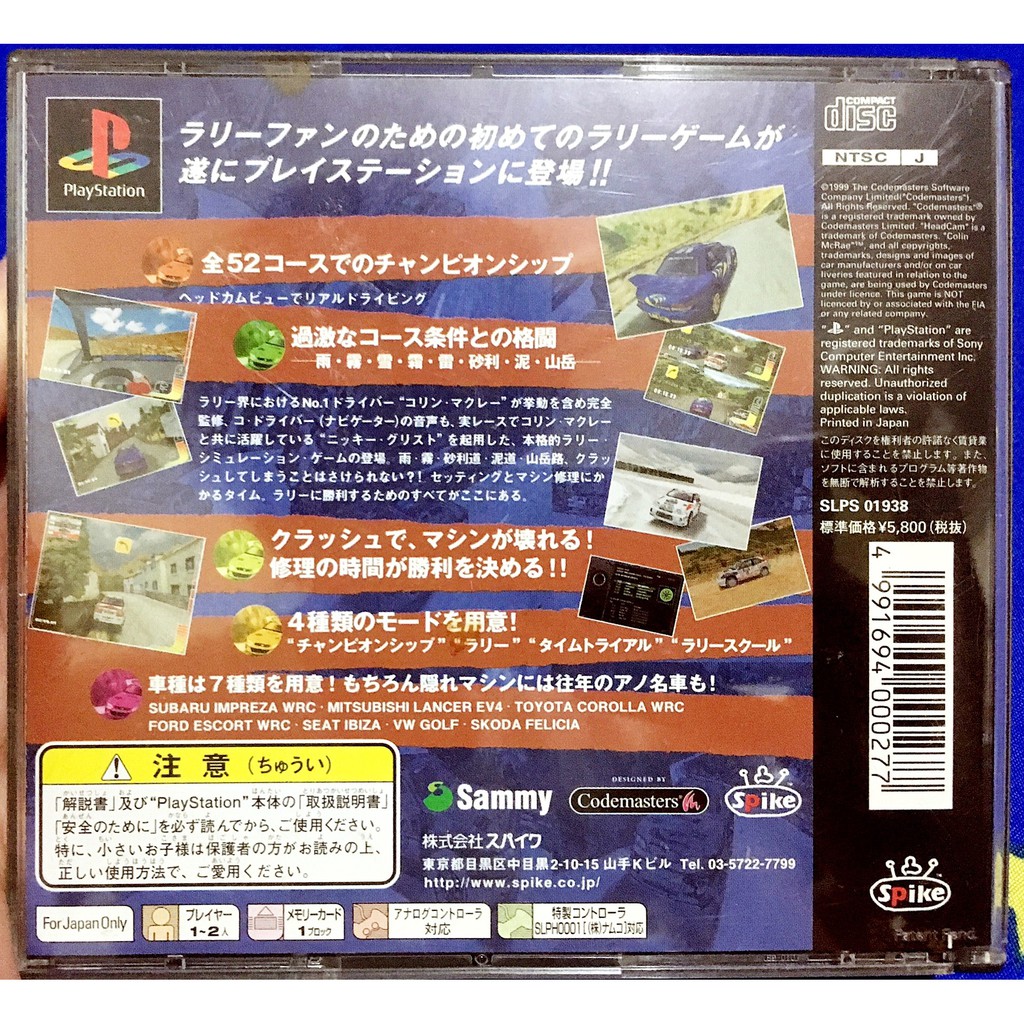 PlayStation
ラリーファンのための初めてのラリーゲームが
遂にプレイステーションに登場!!
全52コースでのチャンピオンシップ
ヘッドカムビューでリアルドライビング
過激なコース条件との格闘
雨・霧・雪・霜・雷・砂利・泥・山岳
ラリー界におけるNo.1ドライバー“コリン・マクレー”が挙動を含め完全
監修、コ・ドライバー(ナビゲーター)の音声も、実レースでコリン・マクレー
と共に活躍している“ニッキー・グリスト”を起用した、本格的ラリー・
シミュレーション・ゲームの登場。雨・霧・砂利道・泥道・山岳路、クラッ
シュしてしまうことはさけられない?!セッティングとマシン修理にか
かるタイム。ラリーに勝利するためのすべてがここにある。
クラッシュで、マシンが壊れる!
修理の時間が勝利を決める!!
4種類のモードを用意!
“チャンピオンシップ”“ラリー”“タイムトライアル”“ラリースクール”
車種は7種類を用意!もちろん隠れマシンには往年のアノ名車も!
SUBARU IMPREZA WRC・MITSUBISHI LANCER EV4・TOYOTA COROLLA WRC
FORD ESCORT WRC・SEAT IBIZA・VW GOLF・SKODA FELICIA
注意(ちゅうい)
「解説書」及び“PlayStation”本体の「取扱説明書」
「安全のために」を必ず読んでから、ご使用ください。
特に、小さいお子様は保護者の方がお読みの上、
正しい使用方法で、ご愛用ください。
Sammy
DESIGNED BY
Codemasters
Spike
株式会社 スパイク
東京都目黒区中目黒2-10-15 山手Kビル Tel. 03-5722-7799
http://www.spike.co.jp/
For Japan Only
プレイヤー
1~2人
メモリーカード
1ブロック
アナログコントローラ
対応
特製コントローラ
SLPH0001[(株)ナムコ]対応
COMPACT
disc
NTSC J
©1999 The Codemasters Software
Company Limited("Codemasters").
All Rights Reserved. "Codemasters"®
is a registered trademark owned by
Codemasters Limited. "HeadCam" is a
trademark of Codemasters. "Colin
McRae"™, and all copyrights,
trademarks, designs and images of
car manufacturers and/or on car
liveries featured in relation to the
game, are being used by Codemasters
under licence. This game is NOT
licenced by or associated with the FIA
or any related company.
" " and "PlayStation" are
registered trademarks of Sony
Computer Entertainment Inc.
WARNING: All rights
reserved. Unauthorized
duplication is a violation of
applicable laws.
Printed in Japan
このディスクを権利者の許諾なく賃貸業
に使用することを禁止します。また、
ソフトに含まれるプログラム等著作物
を無断で解析することを禁止します。
SLPS 01938
標準価格¥5,800(税抜)
4 991694 000277
Spike
Patent Pend.